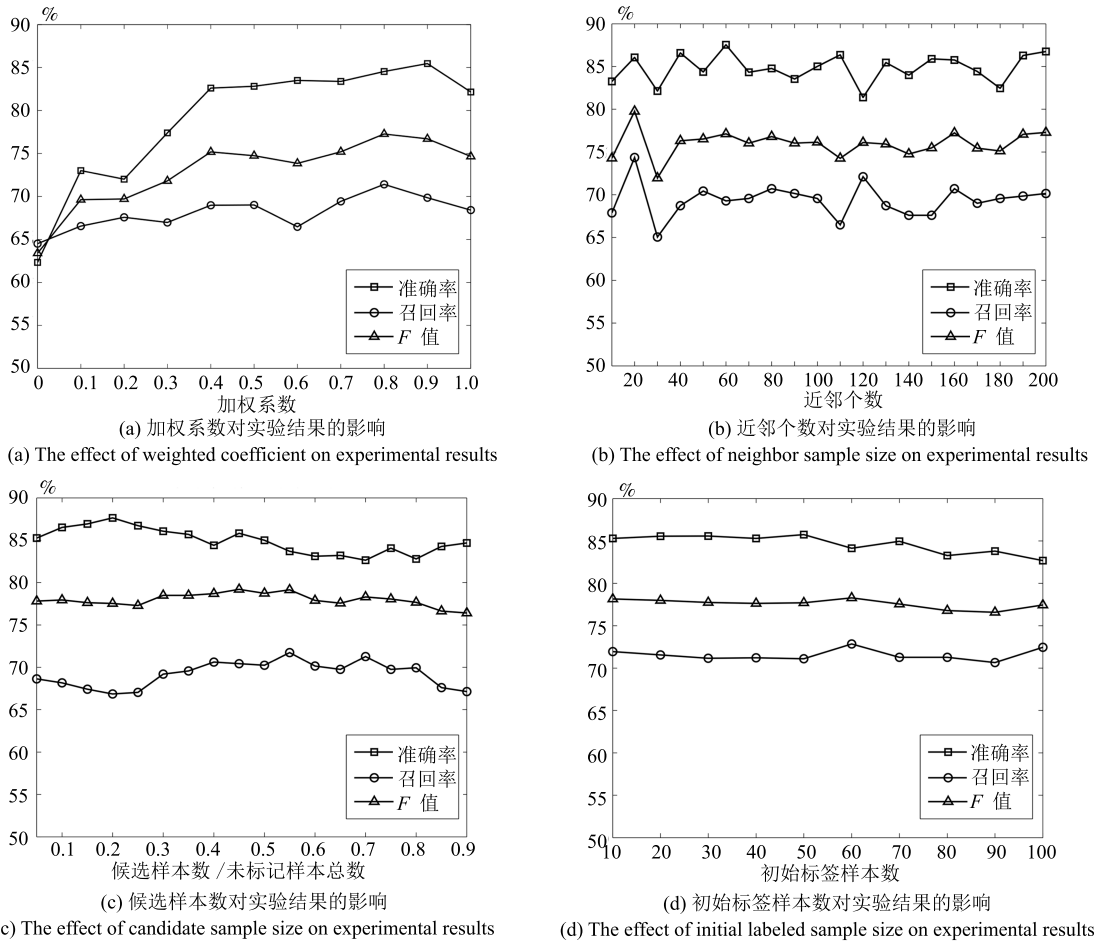 %
90
85
80
75
70
65
60
55
50
准确率
召回率
F 值
0 0.1 0.2 0.3 0.4 0.5 0.6 0.7 0.8 0.9 1.0
加权系数
(a) 加权系数对实验结果的影响
(a) The effect of weighted coefficient on experimental results
%
90
85
80
75
70
65
60
55
50
准确率
召回率
F 值
20 40 60 80 100 120 140 160 180 200
近邻个数
(b) 近邻个数对实验结果的影响
(b) The effect of neighbor sample size on experimental results
%
90
85
80
75
70
65
60
55
50
准确率
召回率
F 值
0.1 0.2 0.3 0.4 0.5 0.6 0.7 0.8 0.9
候选样本数 /未标记样本总数
(c) 候选样本数对实验结果的影响
c) The effect of candidate sample size on experimental results
%
90
85
80
75
70
65
60
55
50
准确率
召回率
F 值
10 20 30 40 50 60 70 80 90 100
初始标签样本数
(d) 初始标签样本数对实验结果的影响
(d) The effect of initial labeled sample size on experimental results